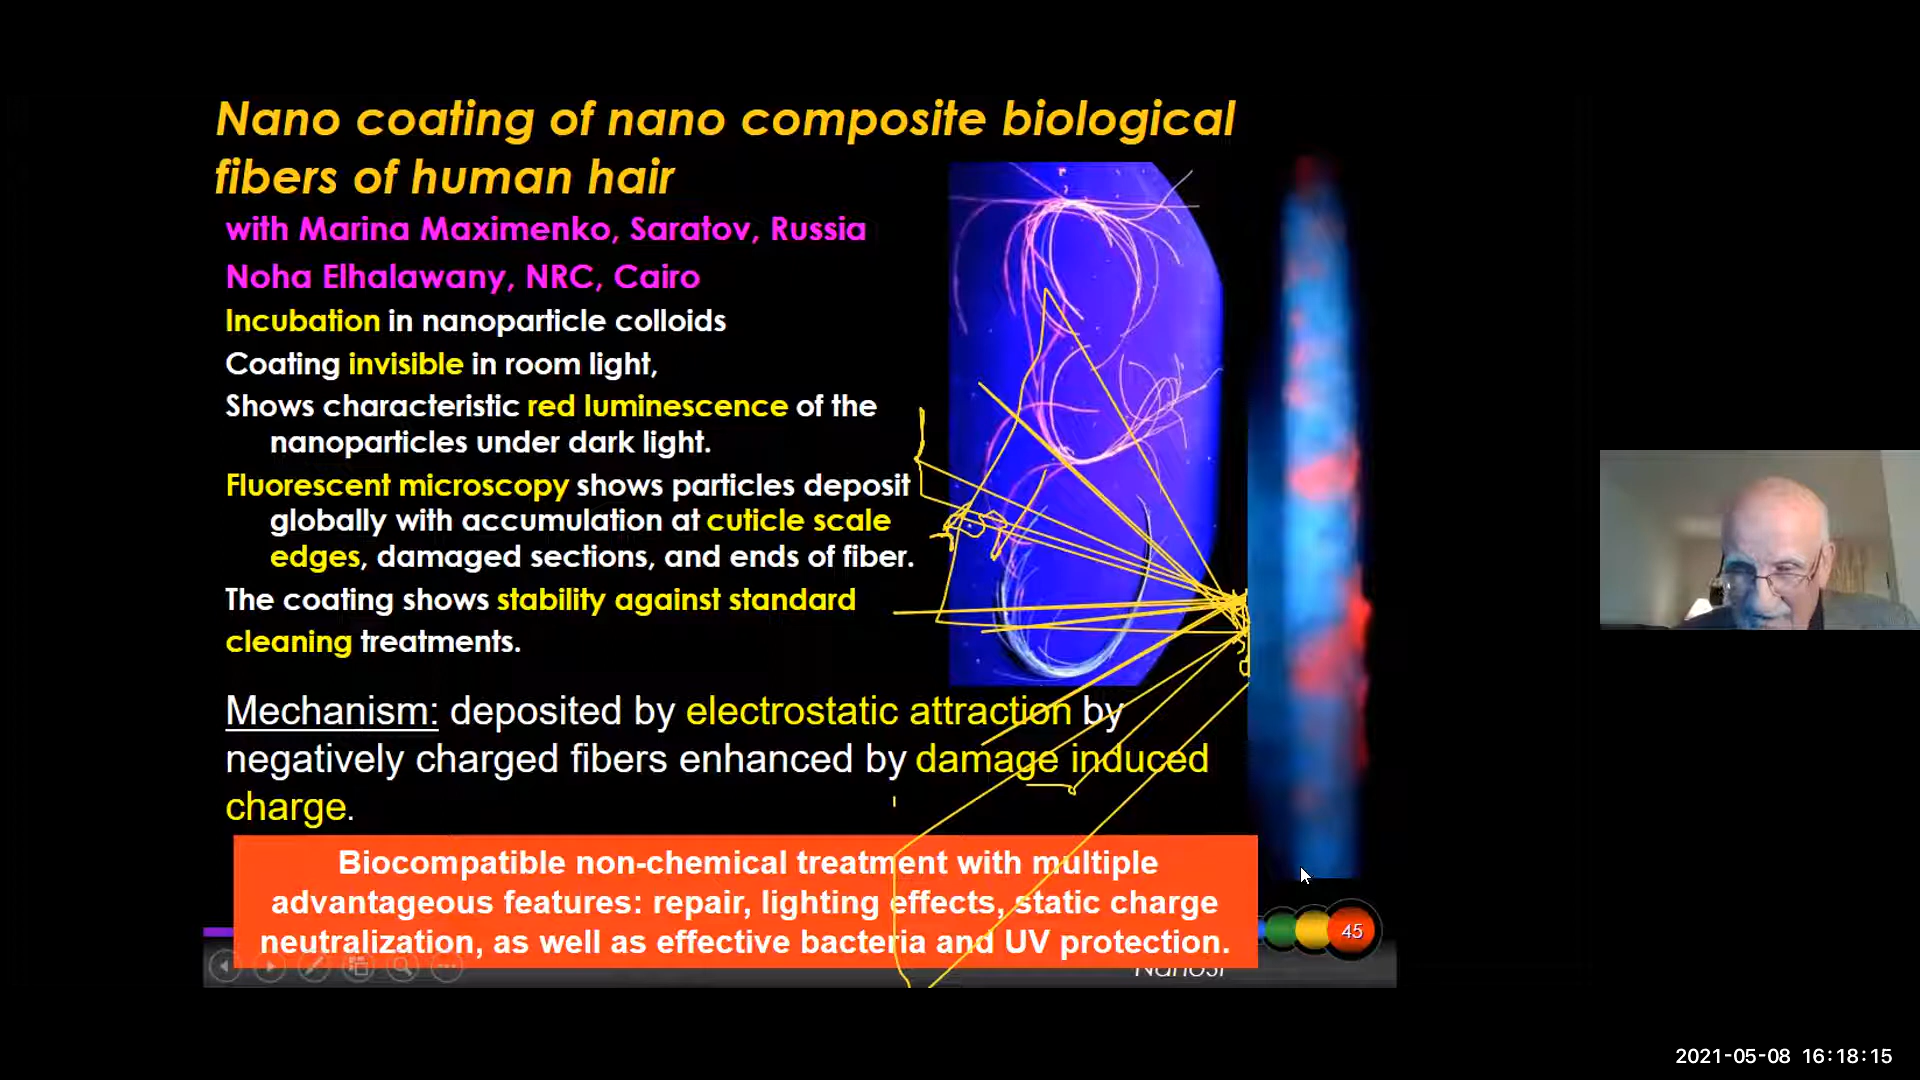 Nano coating of nano composite biological
fibers of human hair
with Marina Maximenko, Saratov, Russia
Noha Elhalawany, NRC, Cairo
Incubation in nanoparticle colloids
Coating invisible in room light,
Shows characteristic red luminescence of the
nanoparticles under dark light.
Fluorescent microscopy shows particles deposit
globally with accumulation at cuticle scale
edges, damaged sections, and ends of fiber.
The coating shows stability against standard
cleaning treatments.
Mechanism: deposited by electrostatic attraction by
negatively charged fibers enhanced by damage induced
charge.
Biocompatible non-chemical treatment with multiple
advantageous features: repair, lighting effects, static charge
neutralization, as well as effective bacteria and UV protection.
45
2021-05-08 16:18:15